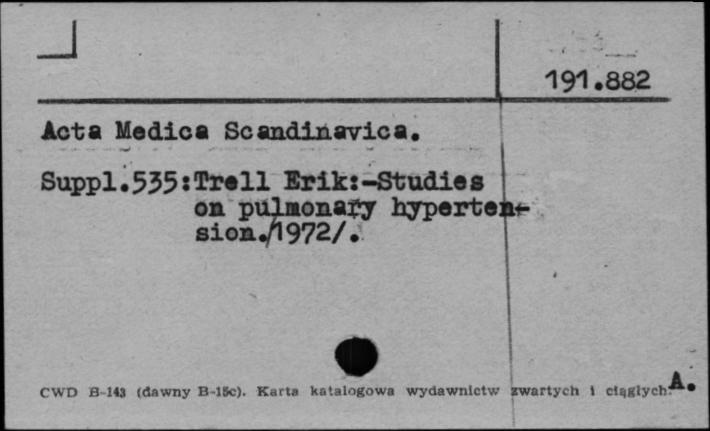 191.882
Acta Medica Scandinavica.
Suppl.535:Trell Erik:-Studies
on pulmonary hyperten-
sion./1972/.
CWD B-143 (dawny B-15c). Karta katalogowa wydawnictw zwartych i ciągłych.
A.